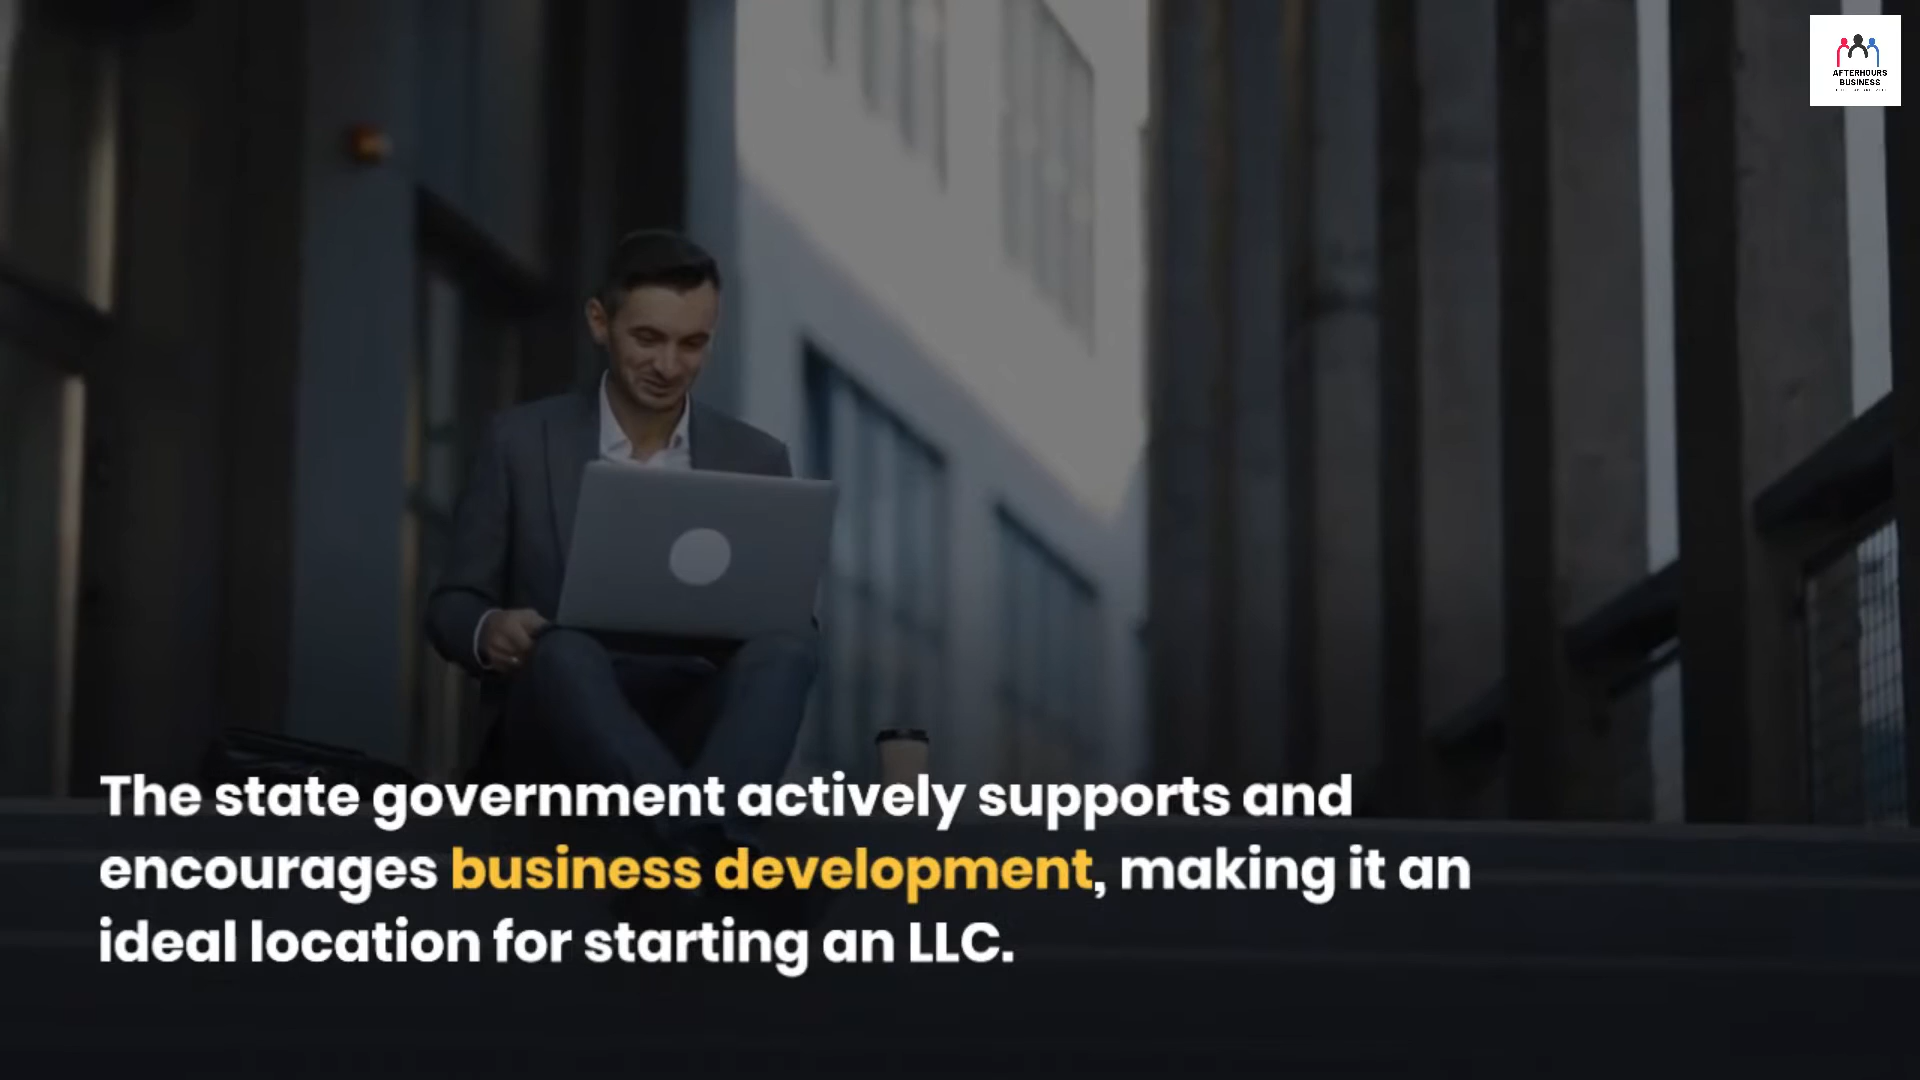 AFTERHOURS
BUSINESS
The state government actively supports and
encourages business development, making it an
ideal location for starting an LLC.